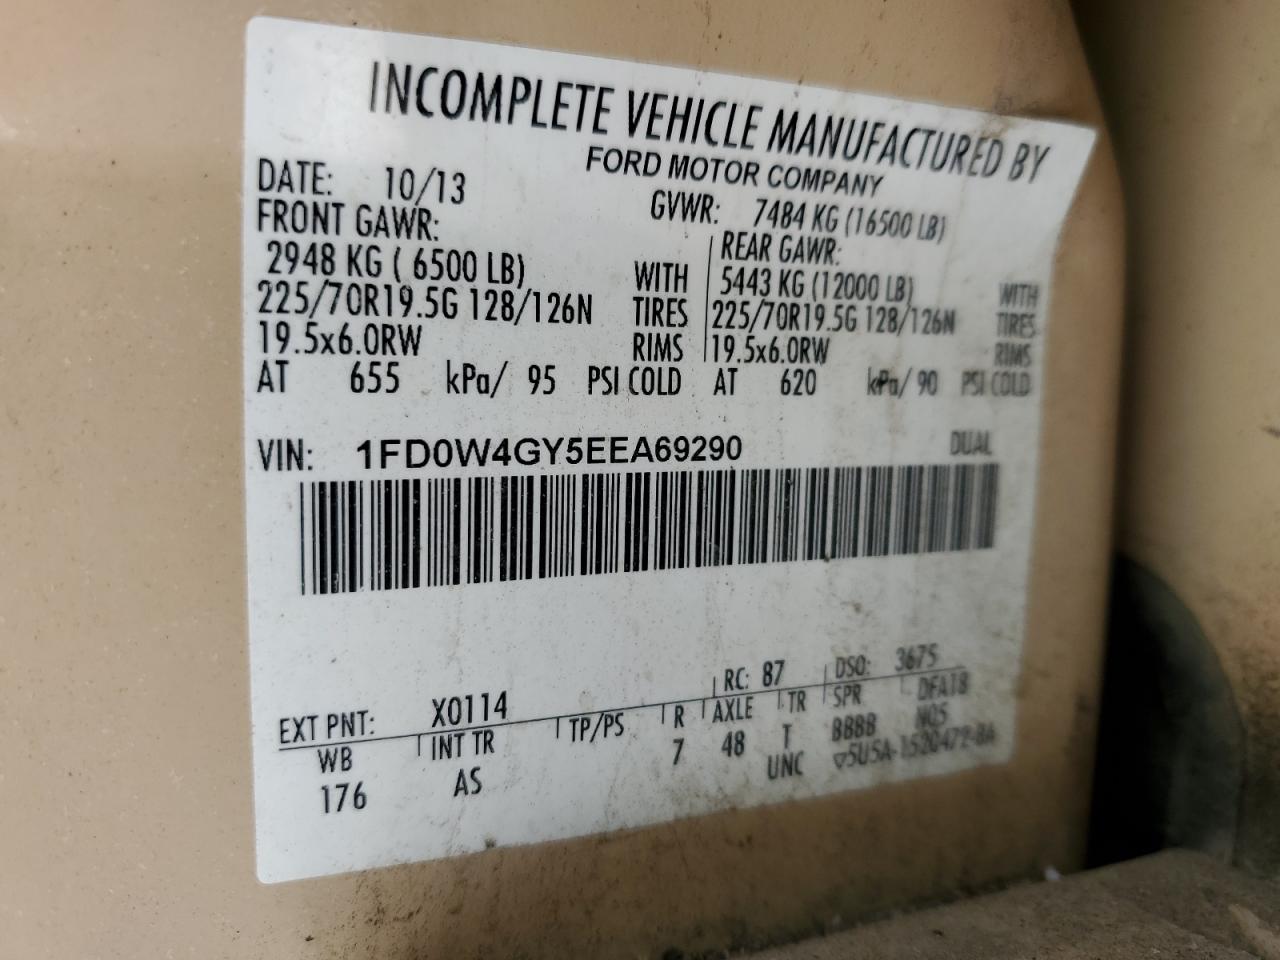 INCOMPLETE VEHICLE MANUFACTURED BY
FORD MOTOR COMPANY
DATE: 10/13 GVWR: 7484 KG (16500 LB)
FRONT GAWR: REAR GAWR:
2948 KG ( 6500 LB) WITH 5443 KG (12000 LB) WITH
225/70R19.5G 128/126N TIRES 225/70R19.5G 128/126N TIRES
19.5x6.0RW RIMS 19.5x6.0RW RIMS
AT 655 kPa/ 95 PSI COLD AT 620 kPa/ 90 PSI COLD
VIN: 1FD0W4GY5EEA69290 DUAL
EXT PNT: X0114 RC: 87 DSO: 3675
WB INT TR TP/PS R AXLE TR SPR DFA18
176 AS 7 48 T BBBB N05
UNC